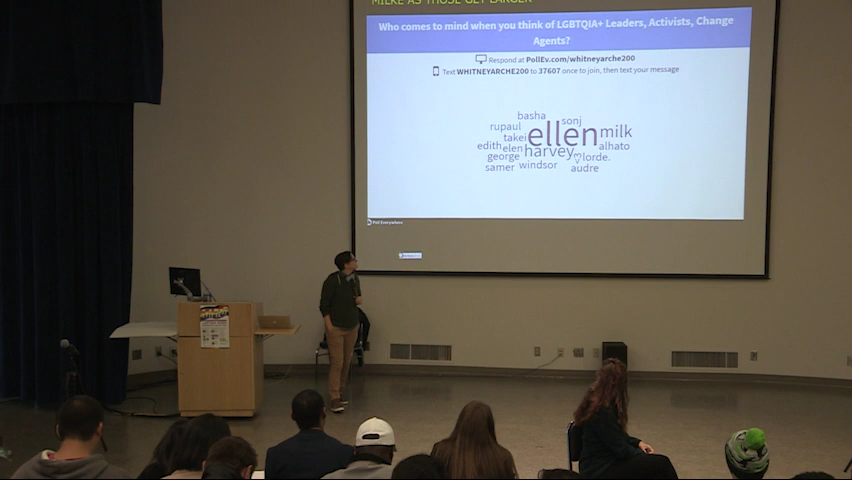 MILKE AS THOSE GET LARGER
Who comes to mind when you think of LGBTQIA+ Leaders, Activists, Change
Agents?
Respond at PollEv.com/whitneyarche200
Text WHITNEYARCHE200 to 37607 once to join, then text your message
basha
sonj
rupaul
ellen
milk
takei
edith
elen
harvey
alhato
george
lorde.
samer
windsor
audre
Poll Everywhere